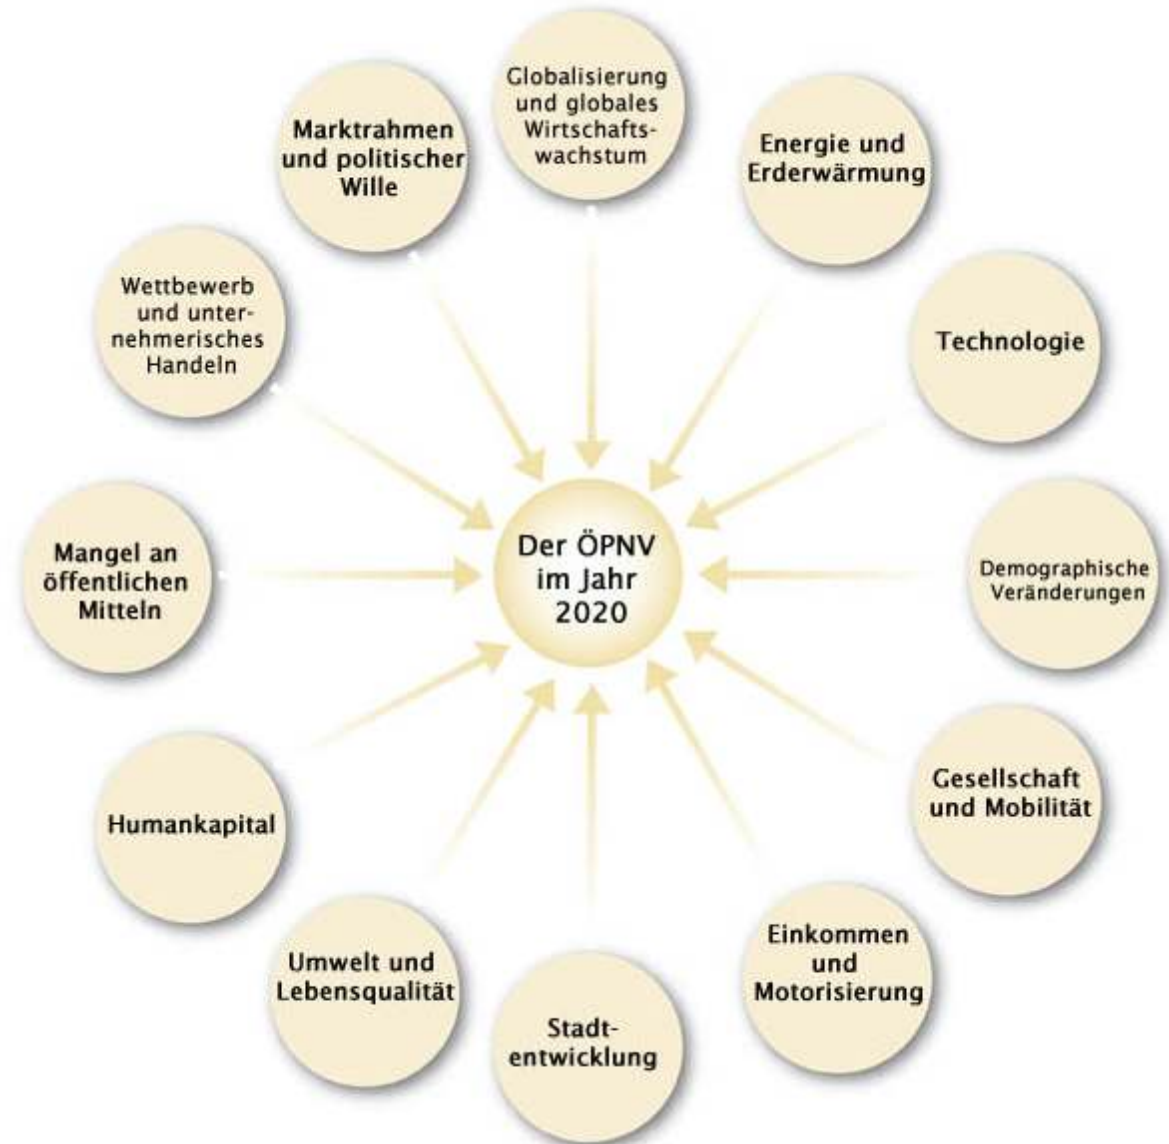 Globalisierung
und globales
Wirtschafts-
wachstum
Energie und
Erderwärmung
Technologie
Demographische
Veränderungen
Gesellschaft
und Mobilität
Einkommen
und
Motorisierung
Stadt-
entwicklung
Umwelt und
Lebensqualität
Humankapital
Mangel an
öffentlichen
Mitteln
Wettbewerb
und unter-
nehmerisches
Handeln
Marktrahmen
und politischer
Wille
Der ÖPNV
im Jahr
2020